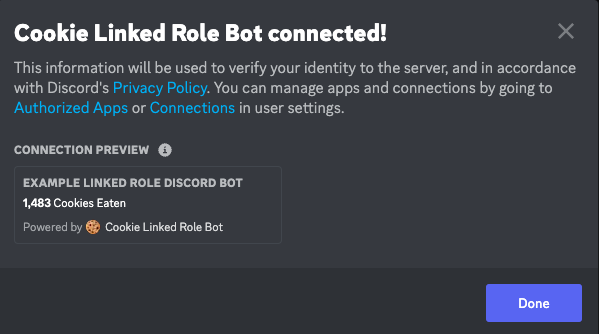 Cookie Linked Role Bot connected!
This information will be used to verify your identity to the server, and in accordance
with Discord's Privacy Policy. You can manage apps and connections by going to
Authorized Apps or Connections in user settings.
CONNECTION PREVIEW
EXAMPLE LINKED ROLE DISCORD BOT
1,483 Cookies Eaten
Powered by Cookie Linked Role Bot
Done